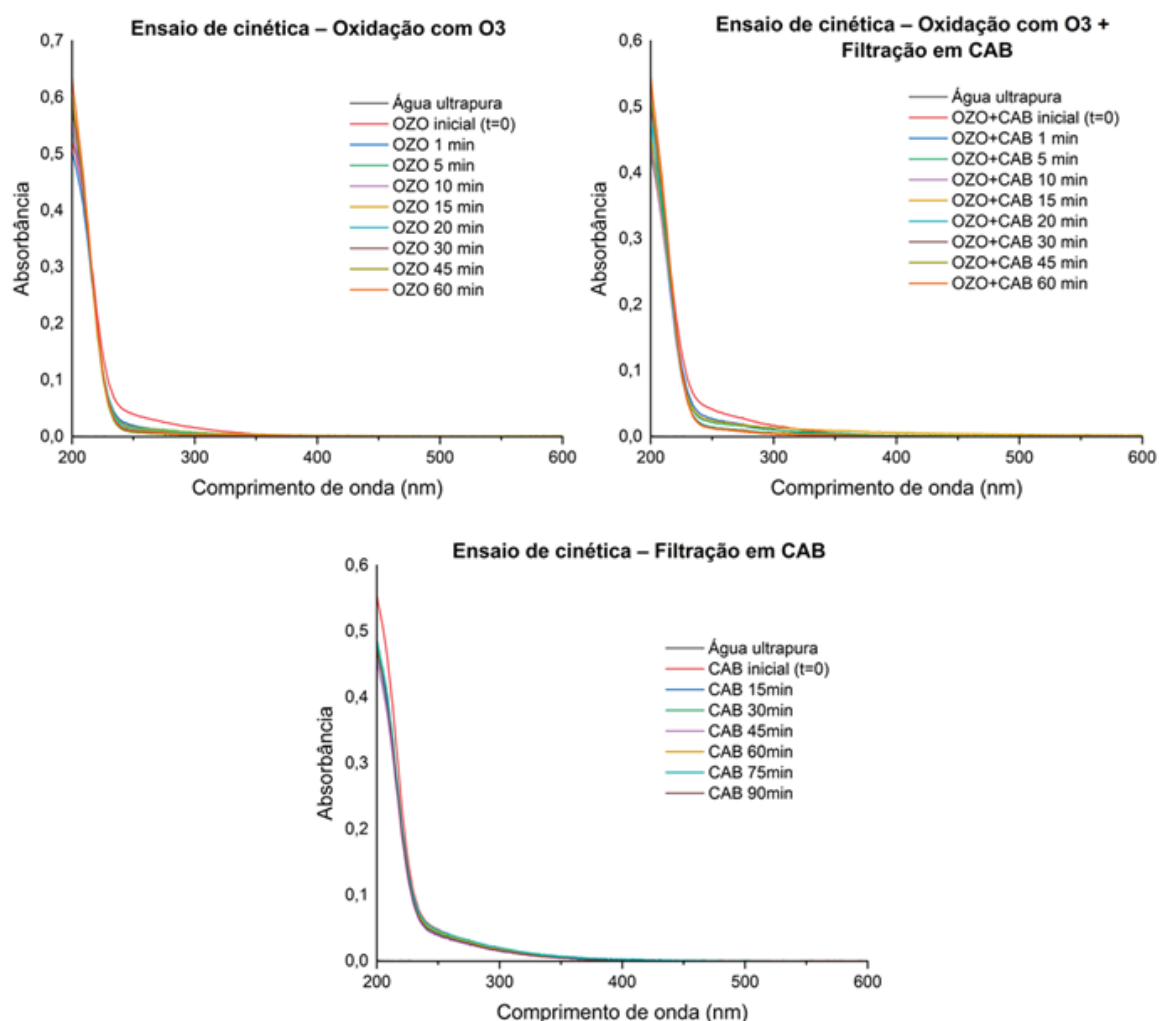 Ensaio de cinética – Oxidação com O3
0,7
0,6
0,5
0,4
0,3
0,2
0,1
0,0
Absorbância
200
300
400
500
600
Comprimento de onda (nm)
Água ultrapura
OZO inicial (t=0)
OZO 1 min
OZO 5 min
OZO 10 min
OZO 15 min
OZO 20 min
OZO 30 min
OZO 45 min
OZO 60 min
Ensaio de cinética – Oxidação com O3 +
Filtração em CAB
0,6
0,5
0,4
0,3
0,2
0,1
0,0
Absorbância
200
300
400
500
600
Comprimento de onda (nm)
Água ultrapura
OZO+CAB inicial (t=0)
OZO+CAB 1 min
OZO+CAB 5 min
OZO+CAB 10 min
OZO+CAB 15 min
OZO+CAB 20 min
OZO+CAB 30 min
OZO+CAB 45 min
OZO+CAB 60 min
Ensaio de cinética – Filtração em CAB
0,6
0,5
0,4
0,3
0,2
0,1
0,0
Absorbância
200
300
400
500
600
Comprimento de onda (nm)
Água ultrapura
CAB inicial (t=0)
CAB 15min
CAB 30min
CAB 45min
CAB 60min
CAB 75min
CAB 90min